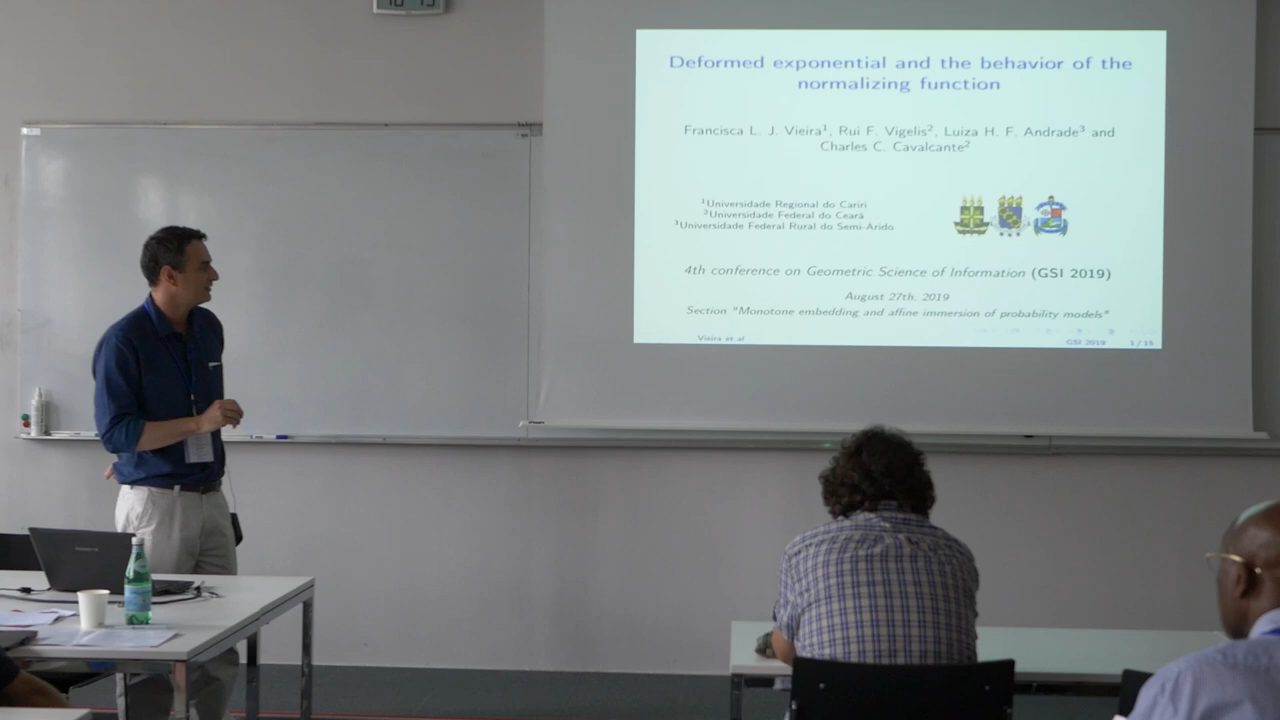 Deformed exponential and the behavior of the
normalizing function
Francisca L. J. Vieira¹, Rui F. Vigelis², Luiza H. F. Andrade³ and
Charles C. Cavalcante²
¹Universidade Regional do Cariri
²Universidade Federal do Ceará
³Universidade Federal Rural do Semi-Árido
4th conference on Geometric Science of Information (GSI 2019)
August 27th, 2019
Section "Monotone embedding and affine immersion of probability models"
Vieira et al
GSI 2019
1 / 15